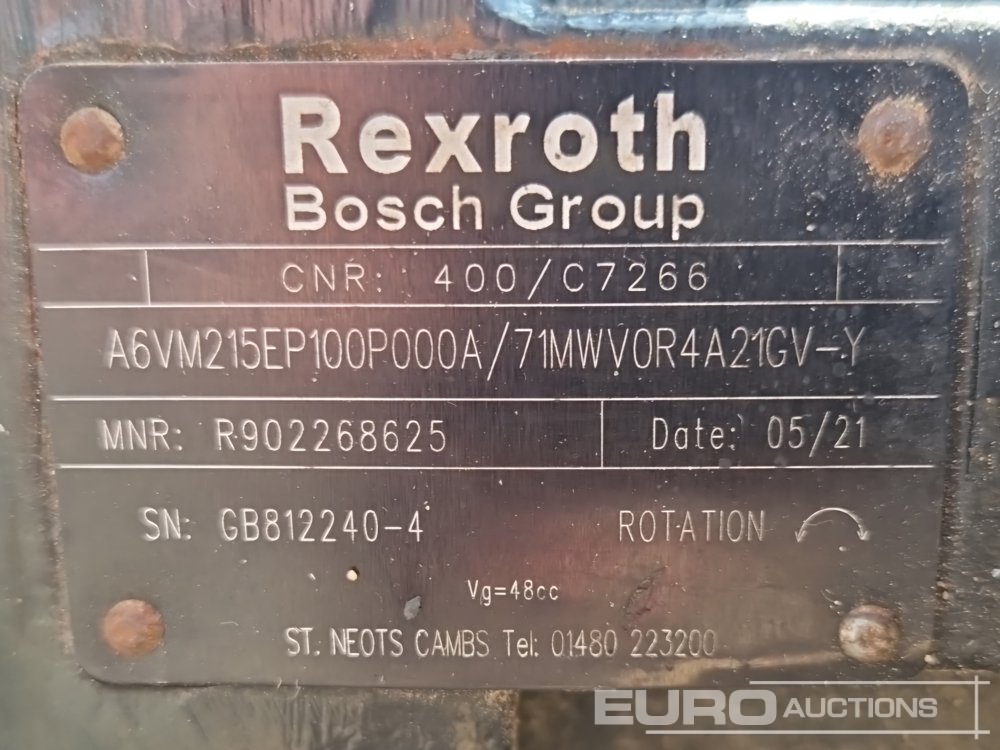 Rexroth
Bosch Group
CNR: 400/C7266
A6VM215EP100P000A/71MWV0R4A21GV-Y
MNR: R902268625 Date: 05/21
SN: GB812240-4 ROTATION
Vg=48cc
ST. NEOTS CAMBS Tel: 01480 223200
EURO AUCTIONS